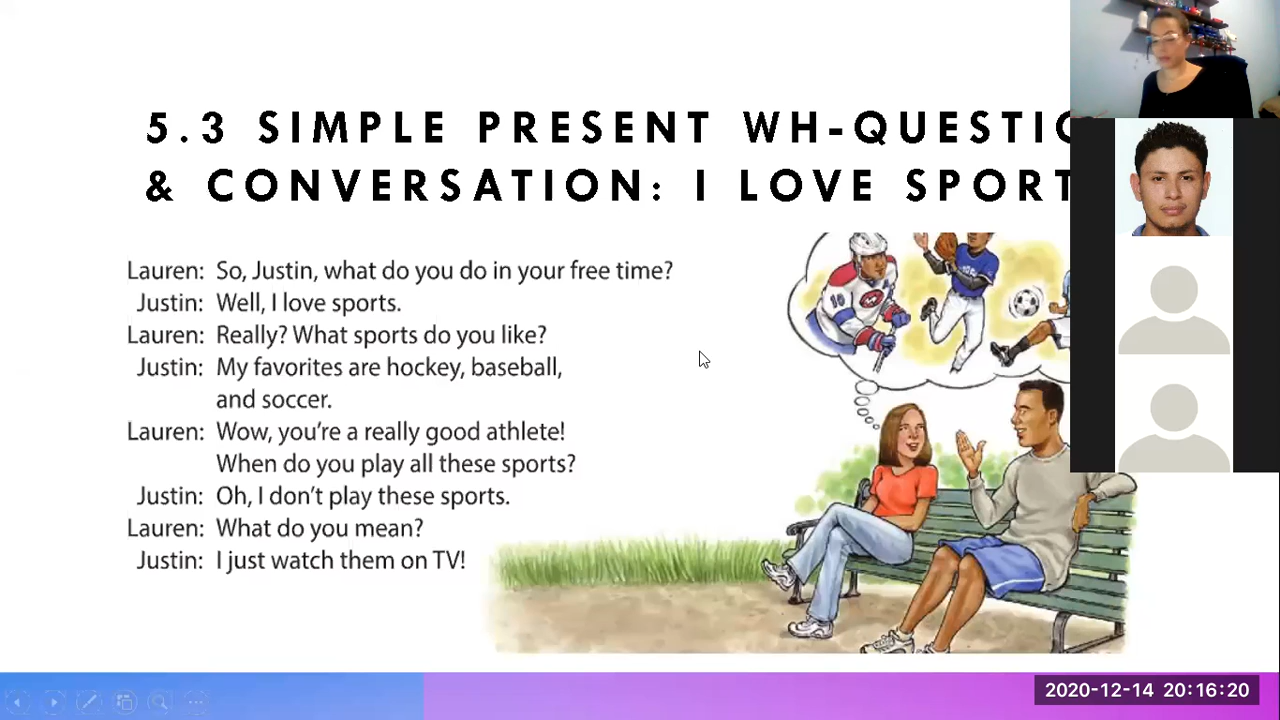 5.3 SIMPLE PRESENT WH-QUESTIO
& CONVERSATION: I LOVE SPORT
Lauren: So, Justin, what do you do in your free time?
Justin: Well, I love sports.
Lauren: Really? What sports do you like?
Justin: My favorites are hockey, baseball,
and soccer.
Lauren: Wow, you're a really good athlete!
When do you play all these sports?
Justin: Oh, I don't play these sports.
Lauren: What do you mean?
Justin: I just watch them on TV!
2020-12-14 20:16:20